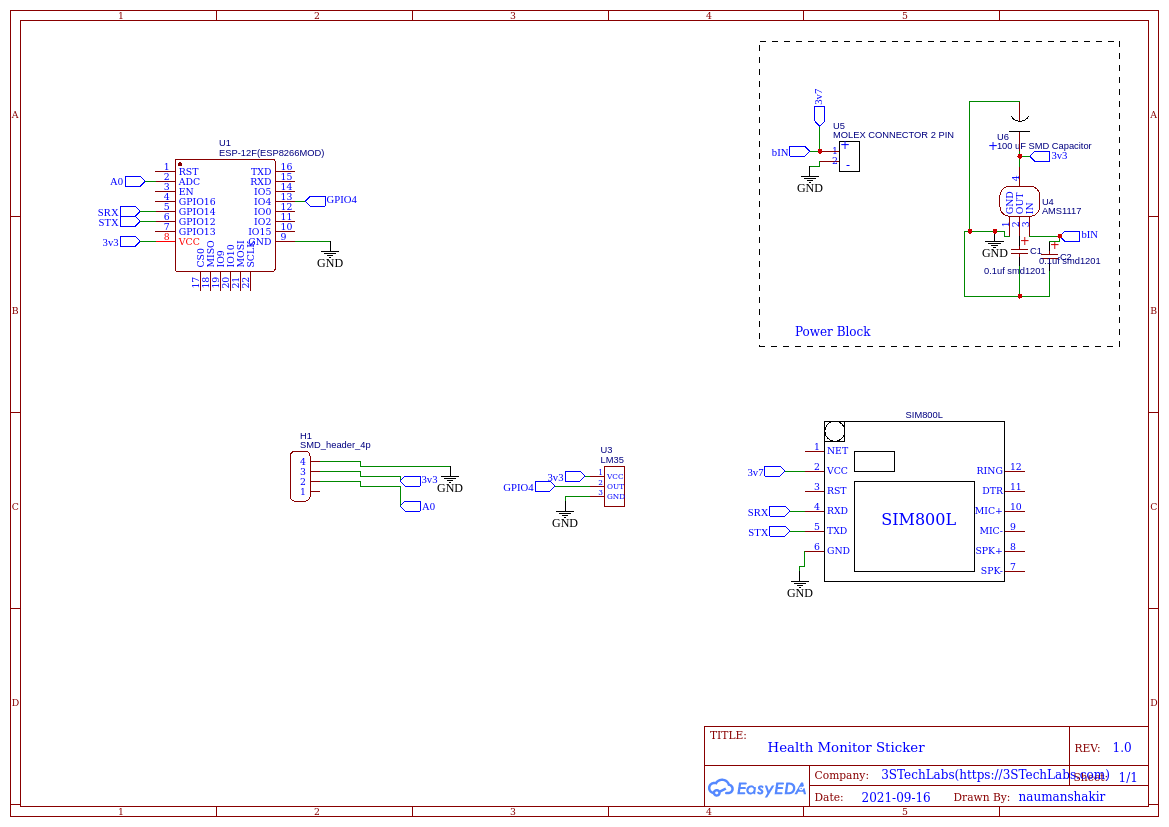 1 2 3 4 5
A
B
C
D
A
B
C
D
U1
ESP-12F(ESP8266MOD)
1 RST
2 ADC
3 EN
4 GPIO16
5 GPIO14
6 GPIO12
7 GPIO13
8 VCC
TXD 16
RXD 15
IO5 14
IO4 13
IO0 12
IO2 11
IO15 10
GND 9
CS0 17
MISO 18
IO9 19
IO10 20
MOSI 21
SCLK 22
A0
SRX
STX
3v3
GPIO4
GND
3v7
bIN
U5
MOLEX CONNECTOR 2 PIN
1 +
2 -
GND
U6
+
100 uF SMD Capacitor
3v3
4
GND
OUT
IN
U4
AMS1117
1 2 3
bIN
GND
+
C1
0.1uf smd1201
+
C2
0.1uf smd1201
Power Block
H1
SMD_header_4p
4
3
2
1
3v3
GND
A0
U3
LM35
3v3
GPIO4
1 VCC
2 OUT
3 GND
GND
SIM800L
1 NET
2 VCC
3 RST
4 RXD
5 TXD
6 GND
RING 12
DTR 11
MIC+ 10
MIC- 9
SPK+ 8
SPK- 7
SIM800L
3v7
SRX
STX
GND
TITLE:
Health Monitor Sticker
REV: 1.0
EasyEDA
Company: 3STechLabs(https://3STechLabs.com)
Sheet: 1/1
Date: 2021-09-16 Drawn By: naumanshakir
1 2 3 4 5